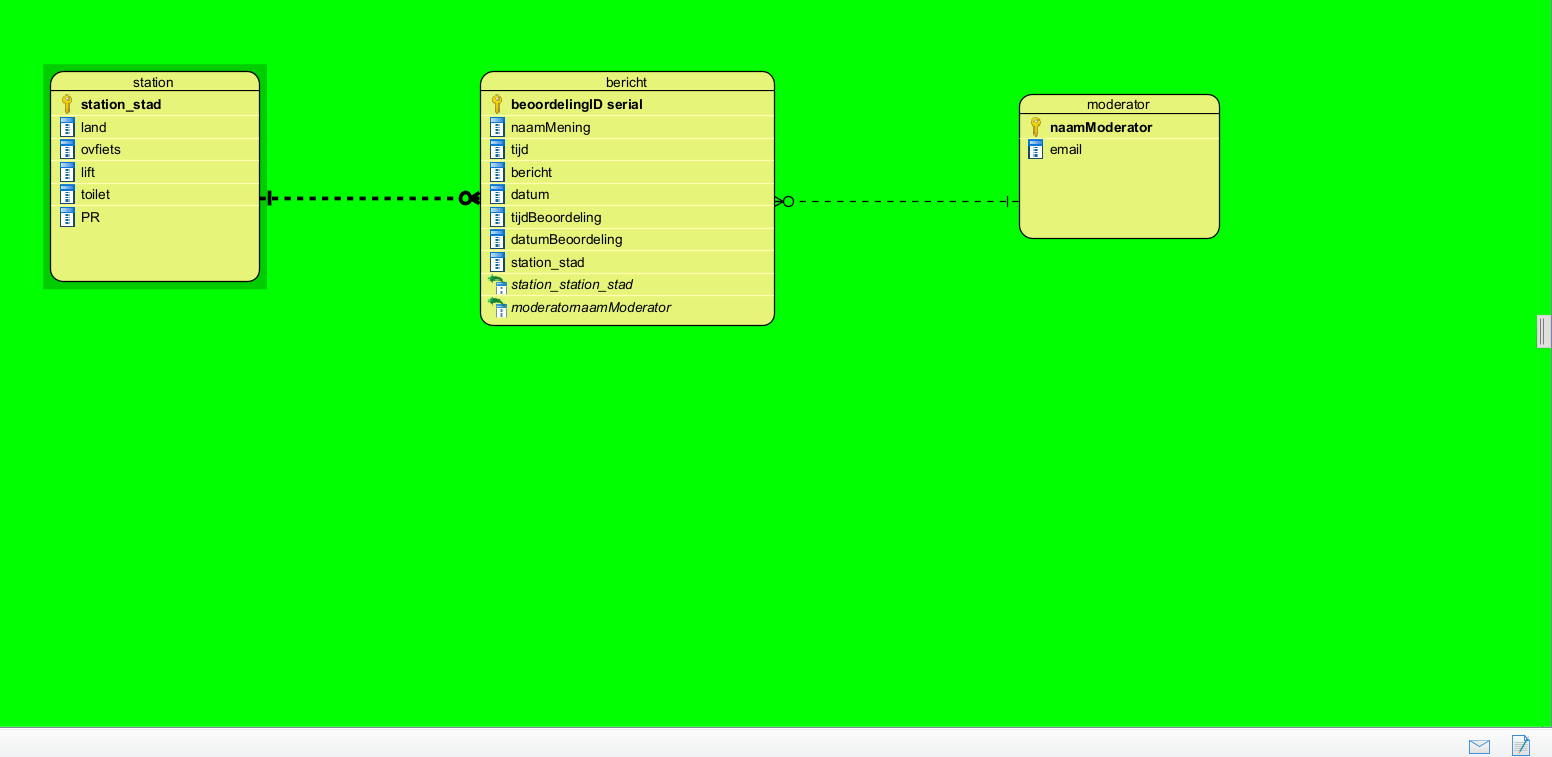 station
station_stad
land
ovfiets
lift
toilet
PR
bericht
beoordelingID serial
naamMening
tijd
bericht
datum
tijdBeoordeling
datumBeoordeling
station_stad
station_station_stad
moderatornaamModerator
moderator
naamModerator
email